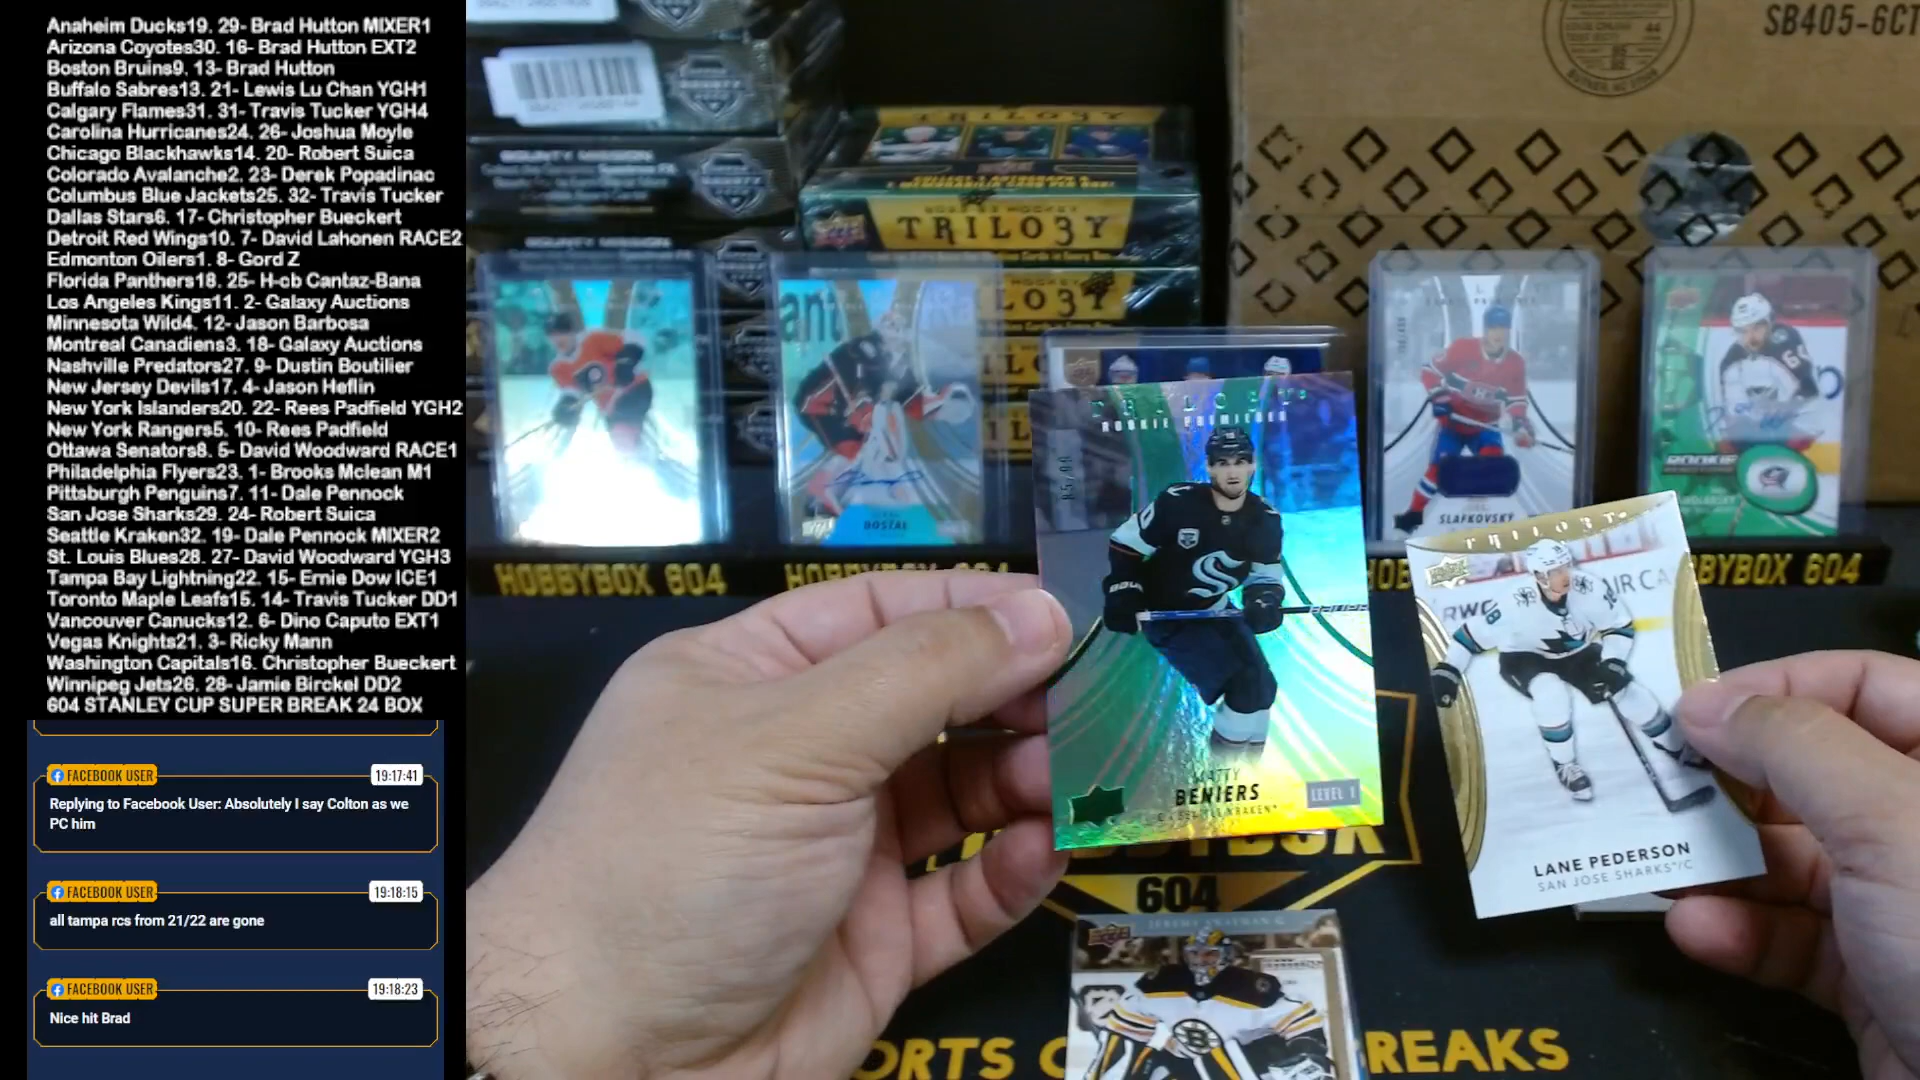 Anaheim Ducks19. 29- Brad Hutton MIXER1
Arizona Coyotes30. 16- Brad Hutton EXT2
Boston Bruins9. 13- Brad Hutton
Buffalo Sabres13. 21- Lewis Lu Chan YGH1
Calgary Flames31. 31- Travis Tucker YGH4
Carolina Hurricanes24. 26- Joshua Moyle
Chicago Blackhawks14. 20- Robert Suica
Colorado Avalanche2. 23- Derek Popadinac
Columbus Blue Jackets25. 32- Travis Tucker
Dallas Stars6. 17- Christopher Bueckert
Detroit Red Wings10. 7- David Lahonen RACE2
Edmonton Oilers1. 8- Gord Z
Florida Panthers18. 25- H-cb Cantaz-Bana
Los Angeles Kings11. 2- Galaxy Auctions
Minnesota Wild4. 12- Jason Barbosa
Montreal Canadiens3. 18- Galaxy Auctions
Nashville Predators27. 9- Dustin Boutilier
New Jersey Devils17. 4- Jason Heflin
New York Islanders20. 22- Rees Padfield YGH2
New York Rangers5. 10- Rees Padfield
Ottawa Senators8. 5- David Woodward RACE1
Philadelphia Flyers23. 1- Brooks Mclean M1
Pittsburgh Penguins7. 11- Dale Pennock
San Jose Sharks29. 24- Robert Suica
Seattle Kraken32. 19- Dale Pennock MIXER2
St. Louis Blues28. 27- David Woodward YGH3
Tampa Bay Lightning22. 15- Ernie Dow ICE1
Toronto Maple Leafs15. 14- Travis Tucker DD1
Vancouver Canucks12. 6- Dino Caputo EXT1
Vegas Knights21. 3- Ricky Mann
Washington Capitals16. Christopher Bueckert
Winnipeg Jets26. 28- Jamie Birckel DD2
604 STANLEY CUP SUPER BREAK 24 BOX
FACEBOOK USER
19:17:41
Replying to Facebook User: Absolutely I say Colton as we
PC him
FACEBOOK USER
19:18:15
all tampa rcs from 21/22 are gone
FACEBOOK USER
19:18:23
Nice hit Brad
SB405-6CT
TRILO3Y
HOBBYBOX 604
DOSTAL
SLAFKOVSKY
ROOKIE
BYBOX 604
TRILO3Y
ROOKIE PREMIERES
MATTY
BENIERS
LEVEL 1
TRILO3Y
LANE PEDERSON
SAN JOSE SHARKS/C
604
ORTS C
REAKS